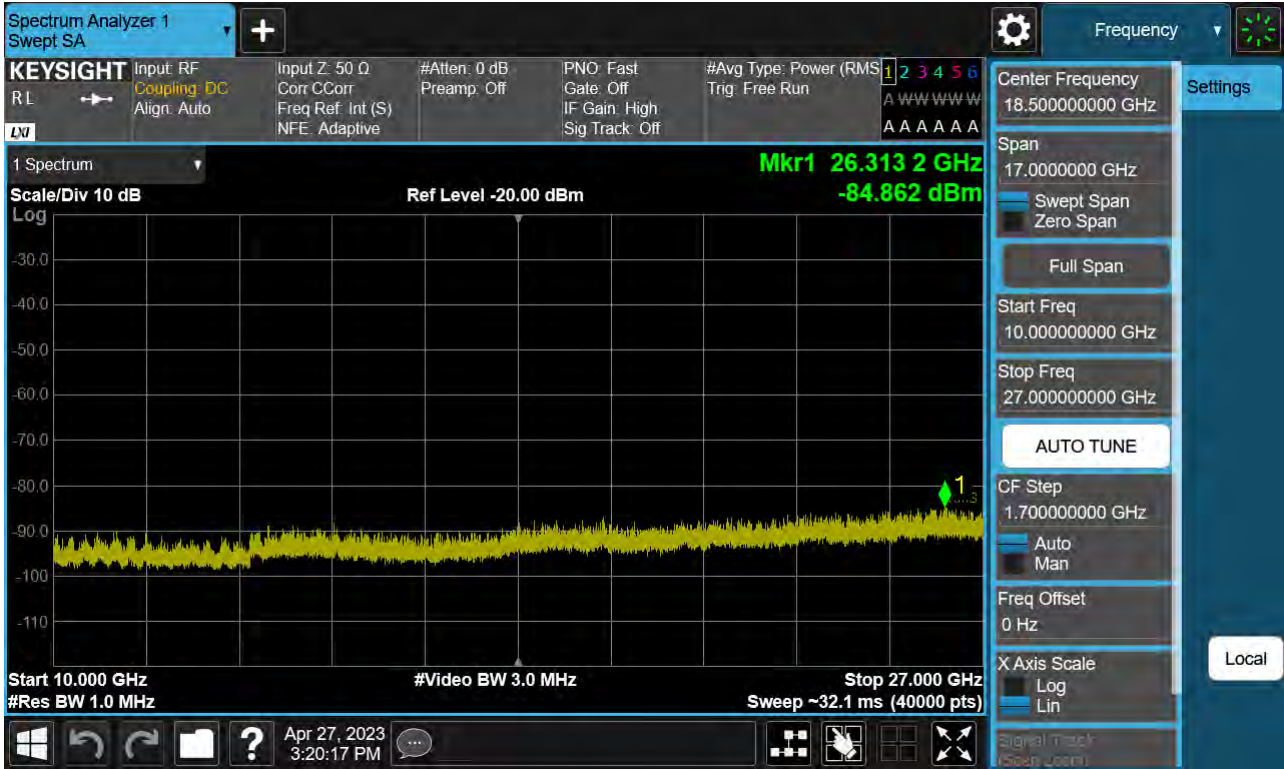 Spectrum Analyzer 1
Swept SA
Frequency
KEYSIGHT
RL
LXI
Input: RF
Coupling: DC
Align: Auto
Input Z: 50 Ω
Corr CCorr
Freq Ref: Int (S)
NFE: Adaptive
#Atten: 0 dB
Preamp: Off
PNO: Fast
Gate: Off
IF Gain: High
Sig Track: Off
#Avg Type: Power (RMS
Trig: Free Run
1 2 3 4 5 6
A W W W W W
A A A A A A
1 Spectrum
Scale/Div 10 dB
Log
Ref Level -20.00 dBm
Mkr1 26.313 2 GHz
-84.862 dBm
-30.0
-40.0
-50.0
-60.0
-70.0
-80.0
-90.0
-100
-110
1
Start 10.000 GHz
#Res BW 1.0 MHz
#Video BW 3.0 MHz
Stop 27.000 GHz
Sweep ~32.1 ms (40000 pts)
Center Frequency
18.500000000 GHz
Span
17.0000000 GHz
Swept Span
Zero Span
Full Span
Start Freq
10.000000000 GHz
Stop Freq
27.000000000 GHz
AUTO TUNE
CF Step
1.700000000 GHz
Auto
Man
Freq Offset
0 Hz
X Axis Scale
Log
Lin
Signal Track
(Span Zoom)
Settings
Local
?
Apr 27, 2023
3:20:17 PM